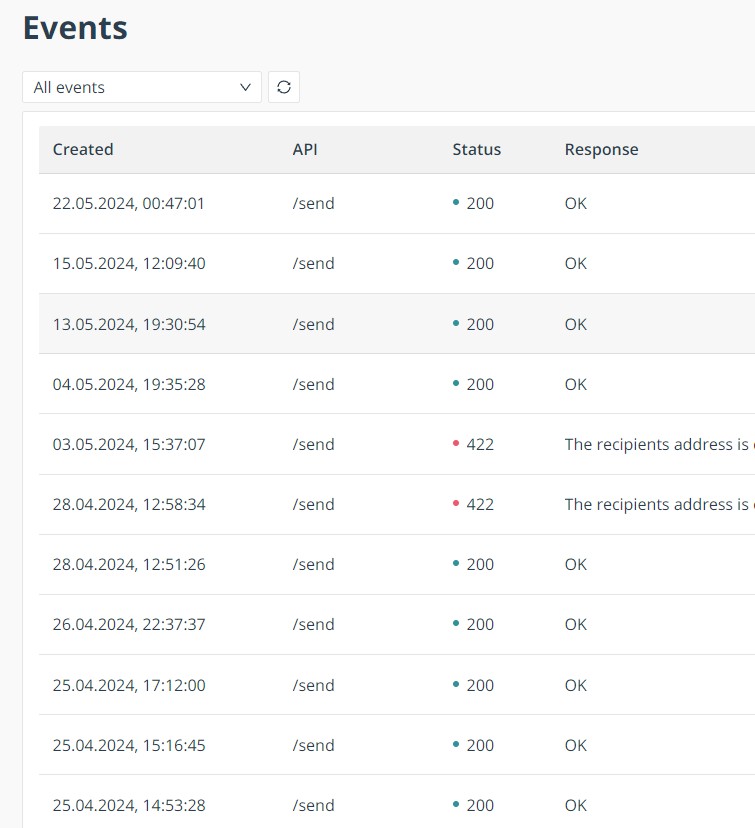 Events
All events
Created API Status Response
22.05.2024, 00:47:01 /send 200 OK
15.05.2024, 12:09:40 /send 200 OK
13.05.2024, 19:30:54 /send 200 OK
04.05.2024, 19:35:28 /send 200 OK
03.05.2024, 15:37:07 /send 422 The recipients address is
28.04.2024, 12:58:34 /send 422 The recipients address is
28.04.2024, 12:51:26 /send 200 OK
26.04.2024, 22:37:37 /send 200 OK
25.04.2024, 17:12:00 /send 200 OK
25.04.2024, 15:16:45 /send 200 OK
25.04.2024, 14:53:28 /send 200 OK